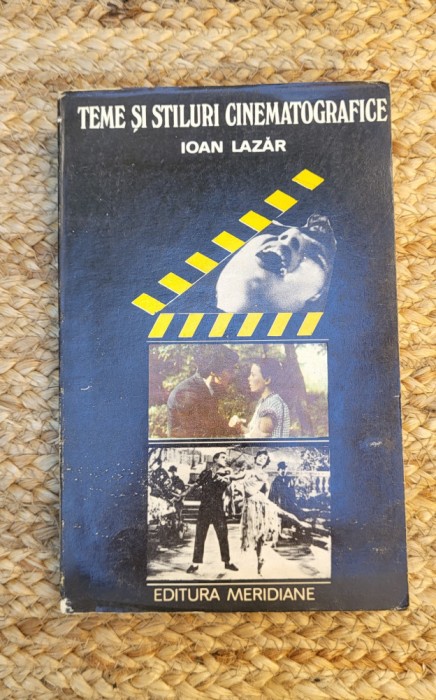 TEME ȘI STILURI CINEMATOGRAFICE
IOAN LAZĂR
EDITURA MERIDIANE